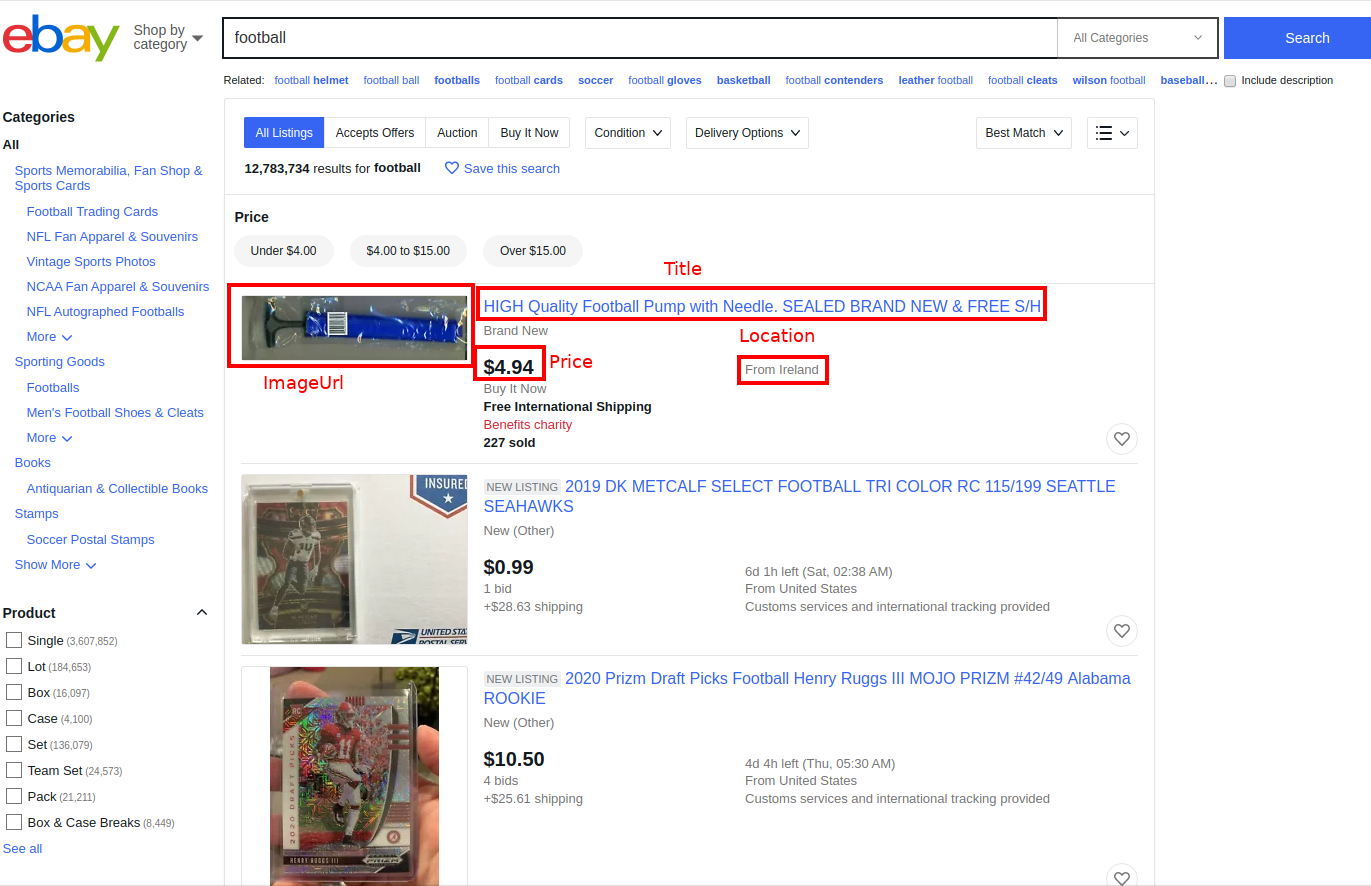 ebay
Shop by
category
football
All Categories
Search
Related: football helmet football ball footballs football cards soccer football gloves basketball football contenders leather football football cleats wilson football baseball... Include description
Categories
All
Sports Memorabilia, Fan Shop &
Sports Cards
Football Trading Cards
NFL Fan Apparel & Souvenirs
Vintage Sports Photos
NCAA Fan Apparel & Souvenirs
NFL Autographed Footballs
More
Sporting Goods
Footballs
Men's Football Shoes & Cleats
More
Books
Antiquarian & Collectible Books
Stamps
Soccer Postal Stamps
Show More
Product
Single (3,607,852)
Lot (184,653)
Box (16,097)
Case (4,100)
Set (136,079)
Team Set (24,573)
Pack (21,211)
Box & Case Breaks (8,449)
See all
All Listings Accepts Offers Auction Buy It Now Condition Delivery Options Best Match
12,783,734 results for football Save this search
Price
Under $4.00 $4.00 to $15.00 Over $15.00
Title
HIGH Quality Football Pump with Needle. SEALED BRAND NEW & FREE S/H
Brand New
Location
$4.94 Price
From Ireland
ImageUrl
Buy It Now
Free International Shipping
Benefits charity
227 sold
INSURED
UNITED STA
POSTAL SERV
NEW LISTING 2019 DK METCALF SELECT FOOTBALL TRI COLOR RC 115/199 SEATTLE
SEAHAWKS
New (Other)
$0.99
1 bid
+$28.63 shipping
6d 1h left (Sat, 02:38 AM)
From United States
Customs services and international tracking provided
RC
2020 DRAFT PICKS
HENRY RUGGS III
PRIZM
NEW LISTING 2020 Prizm Draft Picks Football Henry Ruggs III MOJO PRIZM #42/49 Alabama
ROOKIE
New (Other)
$10.50
4 bids
+$25.61 shipping
4d 4h left (Thu, 05:30 AM)
From United States
Customs services and international tracking provided